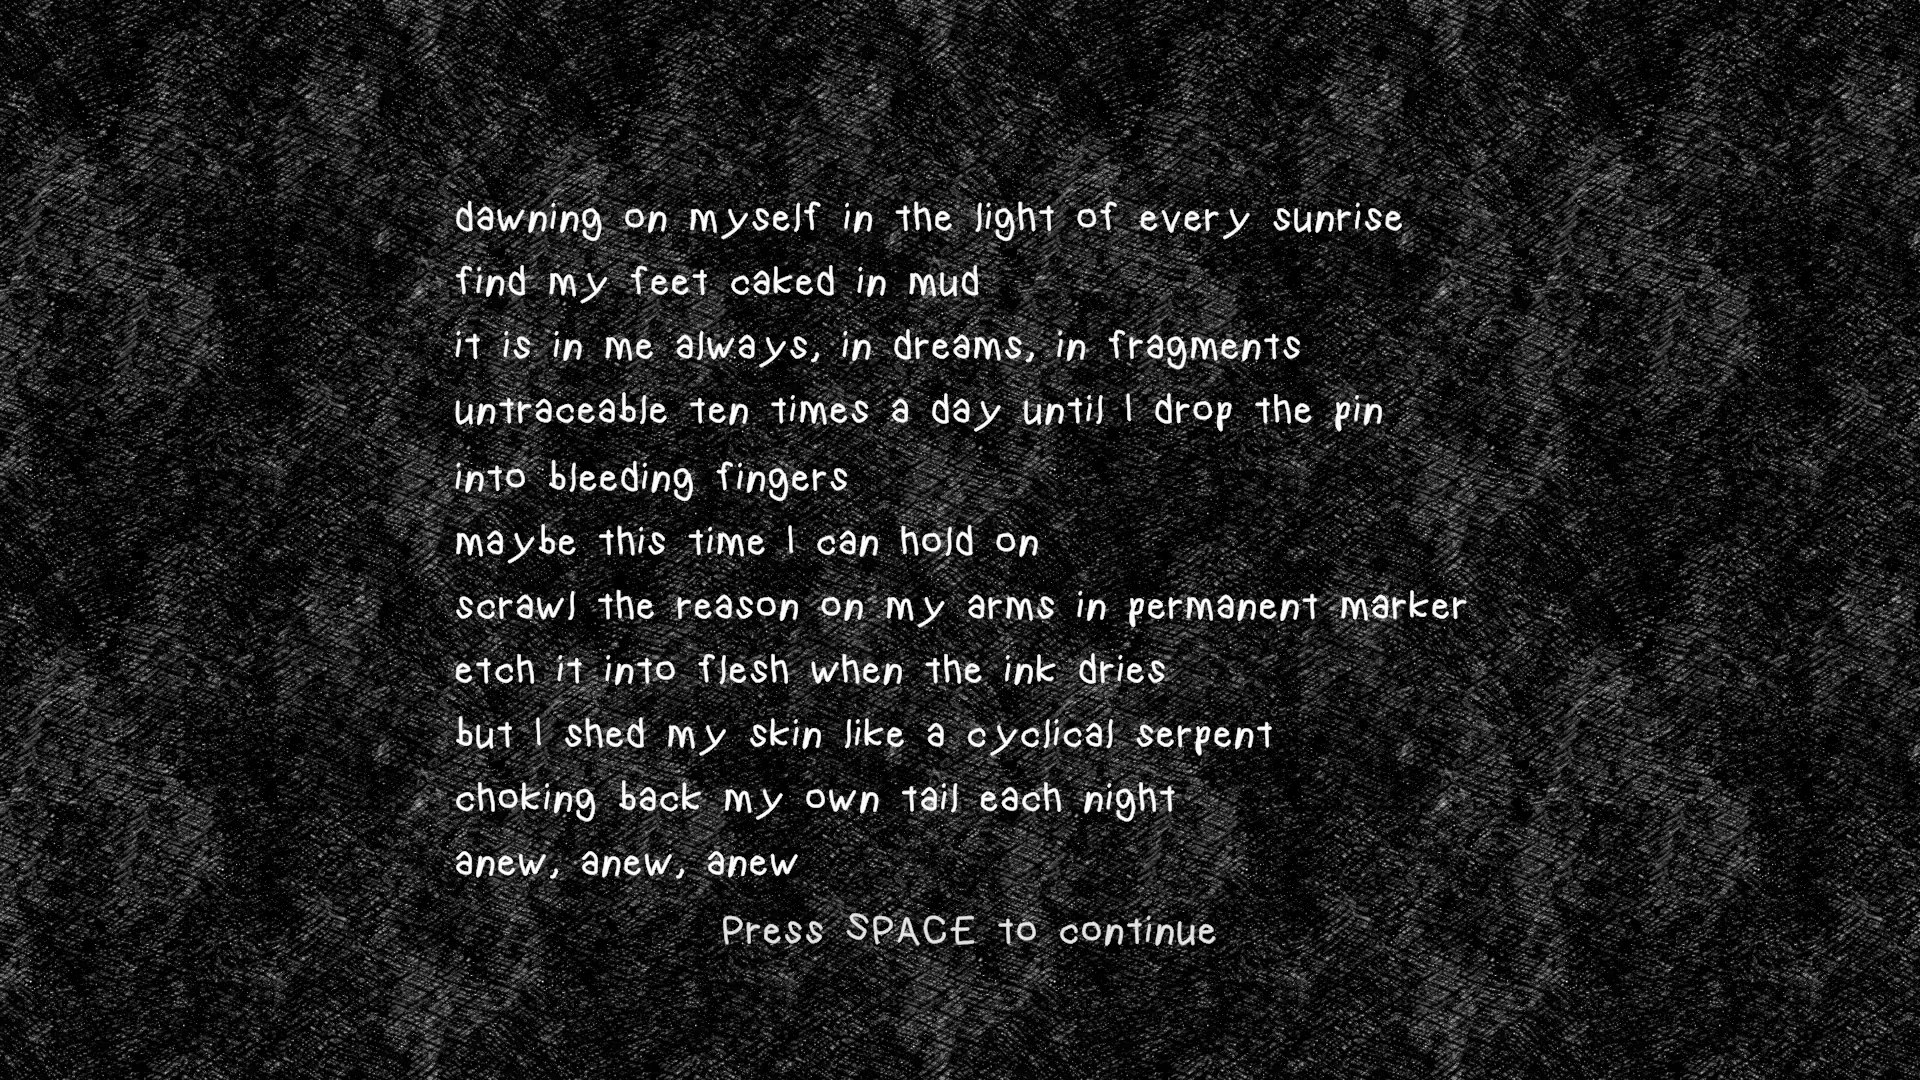 dawning on myself in the light of every sunrise
find my feet caked in mud
it is in me always, in dreams, in fragments
untraceable ten times a day until I drop the pin
into bleeding fingers
maybe this time I can hold on
scrawl the reason on my arms in permanent marker
etch it into flesh when the ink dries
but I shed my skin like a cyclical serpent
choking back my own tail each night
anew, anew, anew
Press SPACE to continue